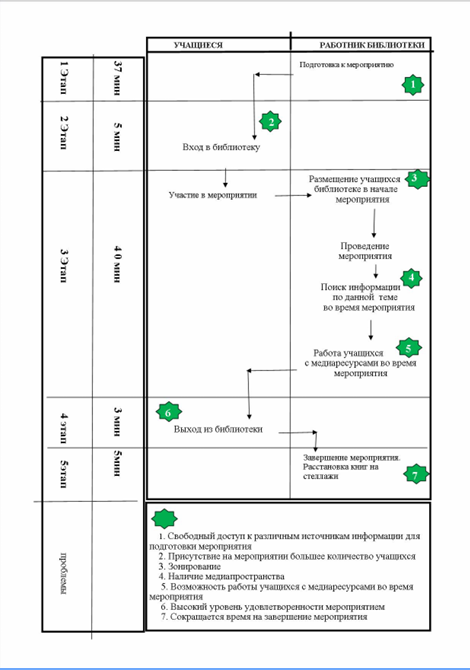 УЧАЩИЕСЯ
РАБОТНИК БИБЛИОТЕКИ
1 Этап
37 мин
Подготовка к мероприятию
1
2 Этап
5 мин
2
Вход в библиотеку
3 Этап
40 мин
Участие в мероприятии
Размещение учащихся
библиотеке в начале
мероприятия
3
Проведение
мероприятия
4
Поиск информации
по данной теме
во время мероприятия
5
Работа учащихся
с медиаресурсами во время
мероприятия
4 этап
3 мин
6
Выход из библиотеки
5этап
5мин
Завершение мероприятия.
Расстановка книг на
стеллажи
7
проблемы
1. Свободный доступ к различным источникам информации для
подготовки мероприятия
2. Присутствие на мероприятии большее количество учащихся
3. Зонирование
4. Наличие медиапространства
5. Возможность работы учащихся с медиаресурсами во время
мероприятия
6. Высокий уровень удовлетворенности мероприятием
7. Сокращается время на завершение мероприятия